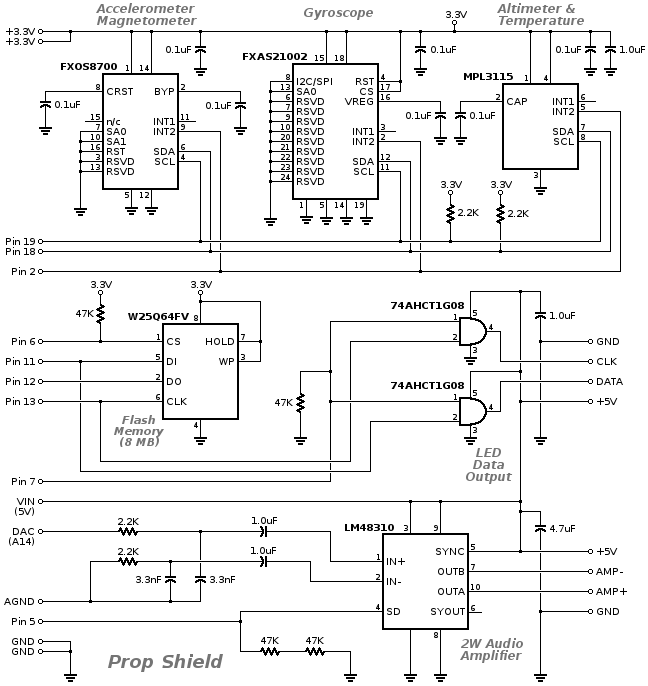 Accelerometer
Magnetometer
Gyroscope
Altimeter &
Temperature
+3.3V
+3.3V
3.3V
0.1uF
0.1uF
0.1uF
1.0uF
FXOS8700
1 14
8 CRST
BYP 2
0.1uF
0.1uF
15 n/c
7 SA0
10 SA1
16 RST
3 RSVD
13 RSVD
INT1 11
INT2 9
SDA 6
SCL 4
5 12
FXAS21002
15 18
8 I2C/SPI
13 SA0
6 RSVD
7 RSVD
9 RSVD
10 RSVD
20 RSVD
21 RSVD
22 RSVD
23 RSVD
24 RSVD
RST 4
CS 17
VREG 16
INT1 3
INT2 2
SDA 12
SCL 11
1 5 14 19
0.1uF
0.1uF
MPL3115
1 4
2 CAP
INT1 6
INT2 5
SDA 7
SCL 8
3
3.3V
3.3V
2.2K
2.2K
Pin 19
Pin 18
Pin 2
3.3V
3.3V
47K
W25Q64FV
8
1 CS
5 DI
2 DO
6 CLK
HOLD 7
WP 3
4
Pin 6
Pin 11
Pin 12
Pin 13
Flash
Memory
(8 MB)
47K
74AHCT1G08
1
2
5
4
3
1.0uF
74AHCT1G08
1
2
5
4
3
GND
CLK
DATA
+5V
LED
Data
Output
Pin 7
VIN
(5V)
DAC
(A14)
2.2K
1.0uF
2.2K
1.0uF
3.3nF
3.3nF
AGND
Pin 5
GND
GND
47K
47K
LM48310
3 9
1 IN+
2 IN-
4 SD
SYNC 5
OUTB 7
OUTA 10
SYOUT 6
8
4.7uF
+5V
AMP-
AMP+
GND
2W Audio
Amplifier
Prop Shield